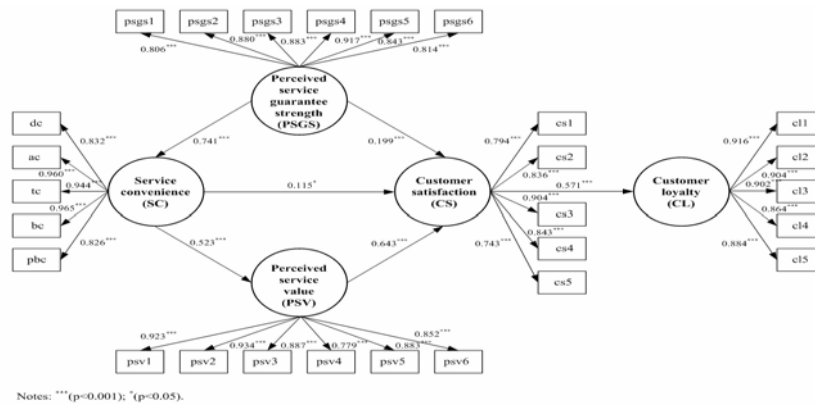 psgs1 psgs2 psgs3 psgs4 psgs5 psgs6
0.806*** 0.880*** 0.883*** 0.917*** 0.843*** 0.814***
Perceived
service
guarantee
strength
(PSGS)
0.741*** 0.199***
dc
ac
tc
bc
pbc
0.832***
0.960***
0.944***
0.965***
0.826***
Service
convenience
(SC)
0.115*
Customer
satisfaction
(CS)
0.794***
0.836***
0.904***
0.843***
0.743***
cs1
cs2
cs3
cs4
cs5
0.571***
Customer
loyalty
(CL)
0.916***
0.904***
0.902***
0.864***
0.884***
cl1
cl2
cl3
cl4
cl5
0.523*** 0.643***
Perceived
service
value
(PSV)
0.923*** 0.934*** 0.887*** 0.779*** 0.883*** 0.852***
psv1 psv2 psv3 psv4 psv5 psv6
Notes: ***(p<0.001); *(p<0.05).